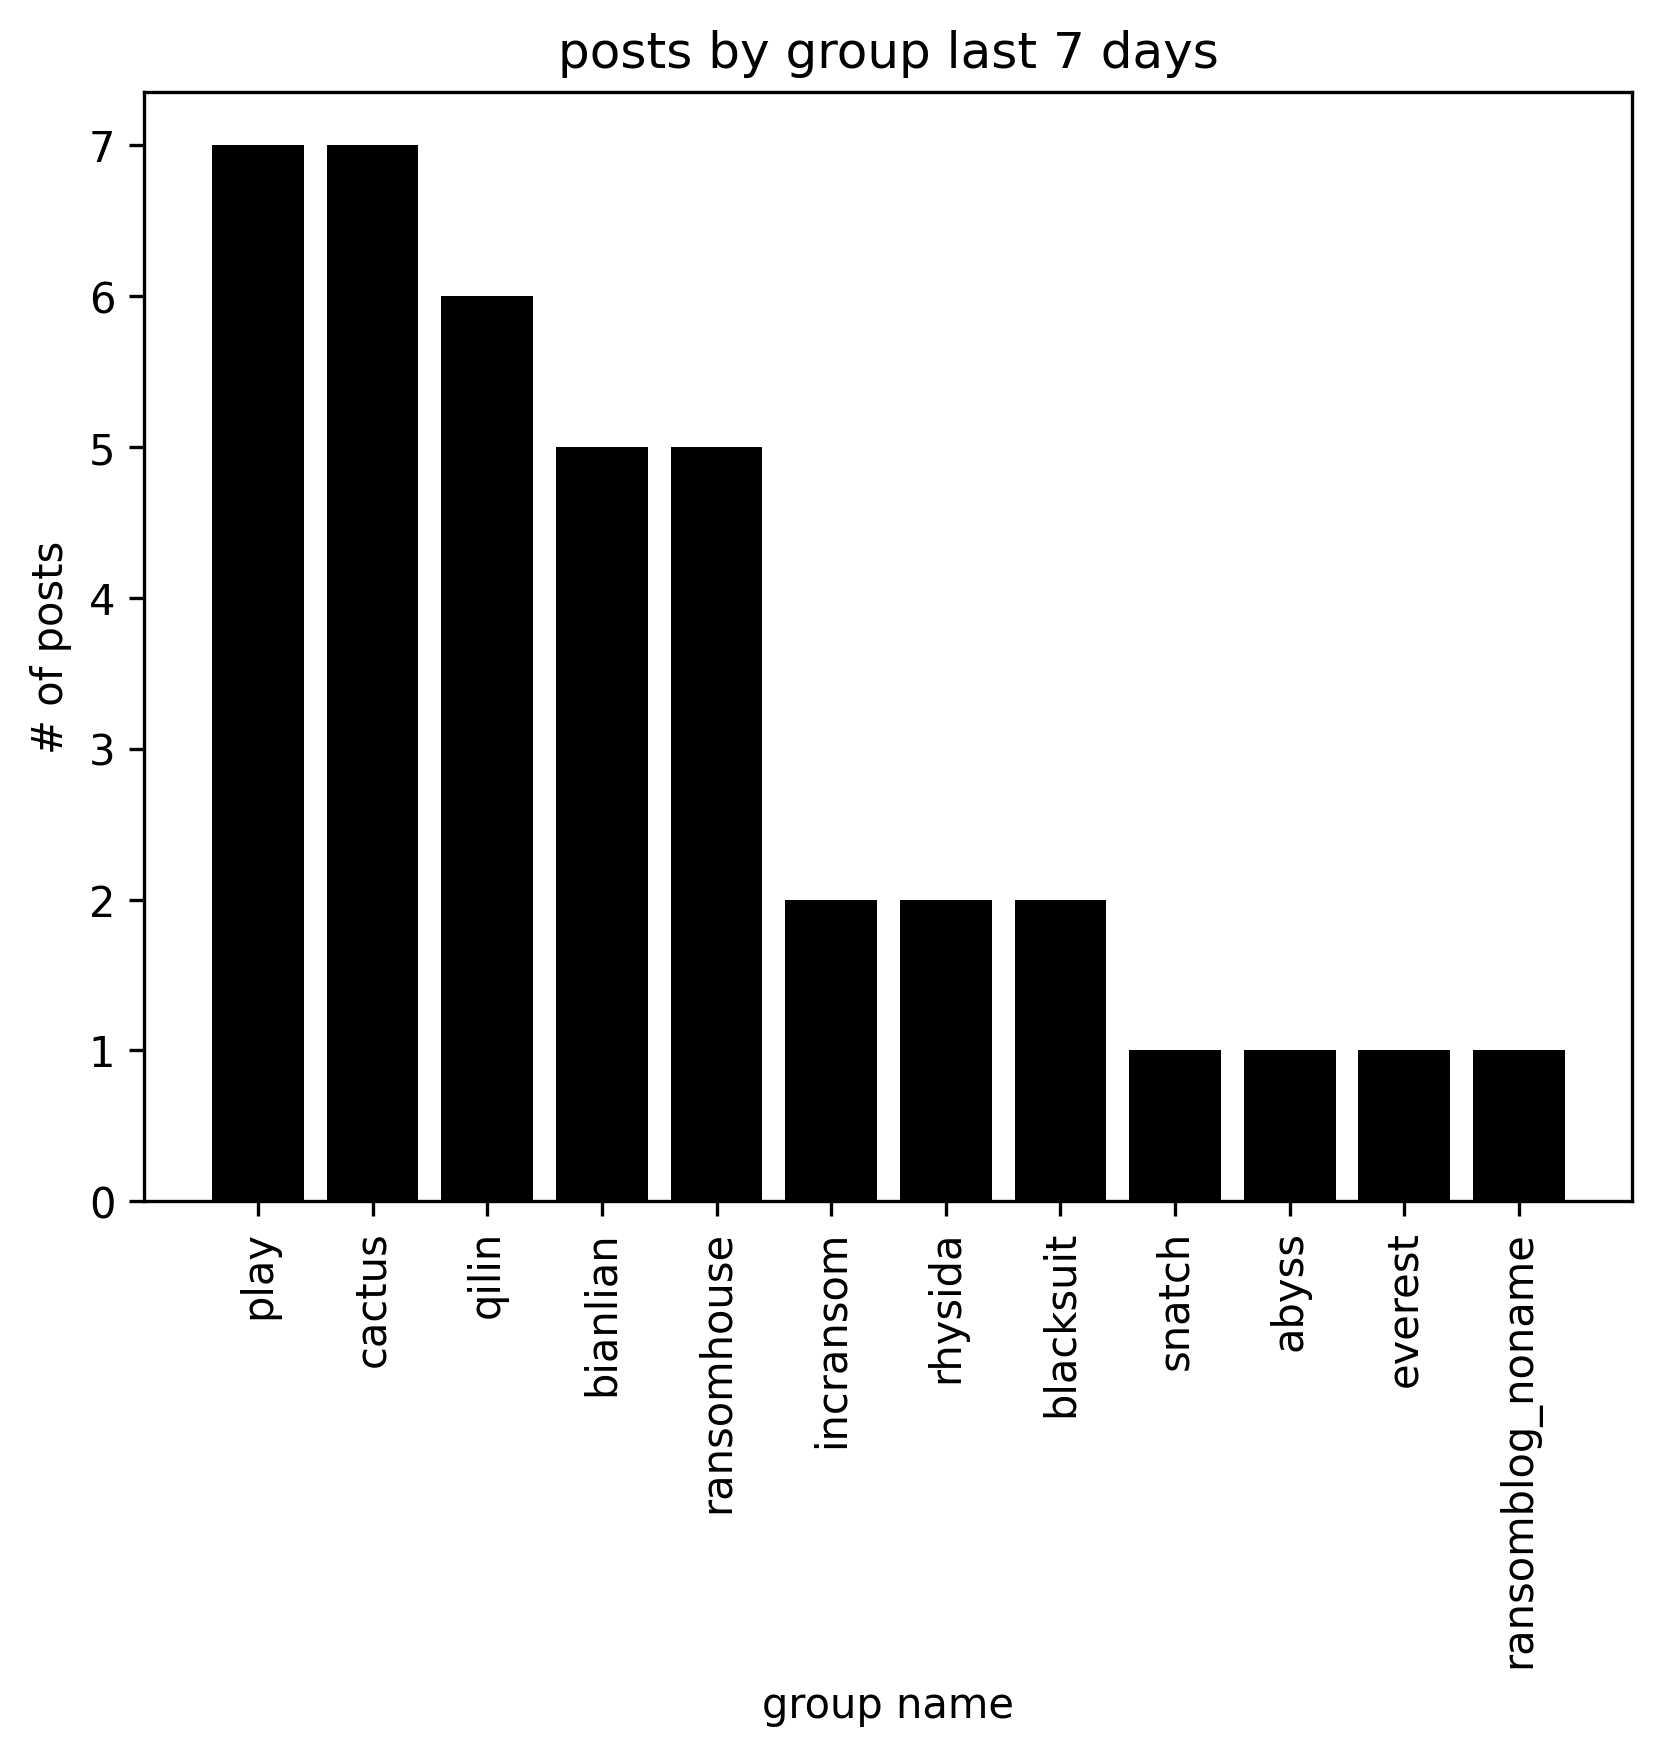 posts by group last 7 days
# of posts
7
6
5
4
3
2
1
0
play
cactus
qilin
bianlian
ransomhouse
incransom
rhysida
blacksuit
snatch
abyss
everest
ransomblog_noname
group name